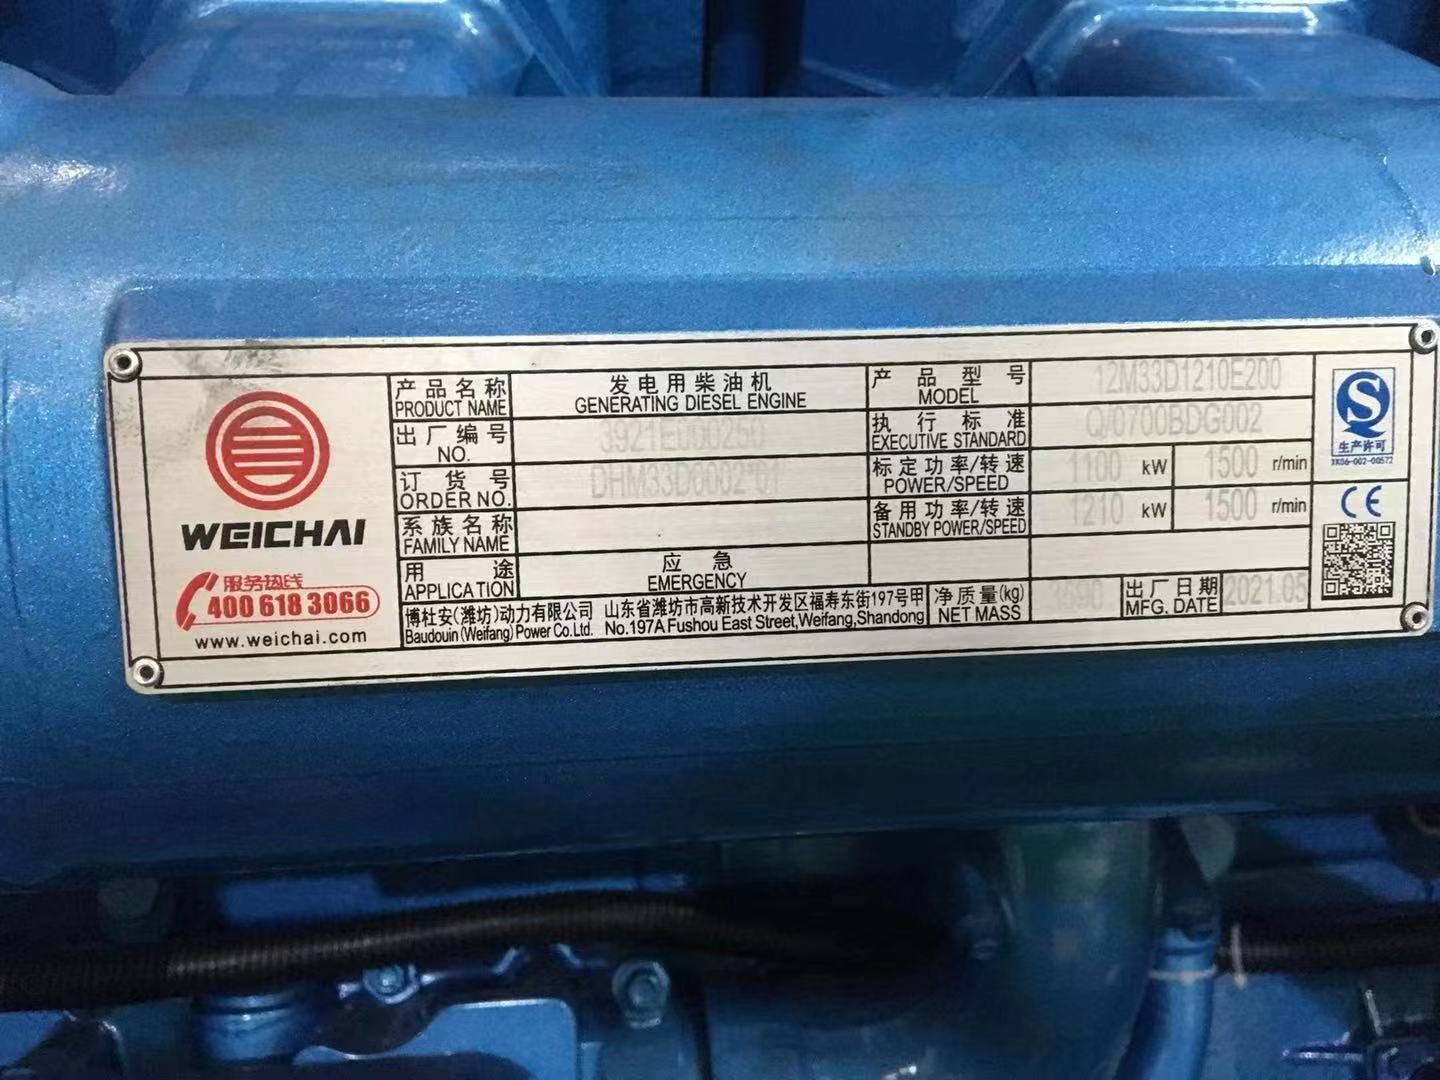 WEICHAI
服务热线
400 618 3066
www.weichai.com
产品名称
PRODUCT NAME
发电用柴油机
GENERATING DIESEL ENGINE
产品型号
MODEL
12M33D1210E200
出厂编号
NO.
执行标准
EXECUTIVE STANDARD
Q/0700BDG002
订货号
ORDER NO.
DHM33D0002*01
标定功率/转速
POWER/SPEED
1100 kW 1500 r/min
系族名称
FAMILY NAME
备用功率/转速
STANDBY POWER/SPEED
1210 kW 1500 r/min
用途
APPLICATION
应急
EMERGENCY
博杜安(潍坊)动力有限公司 山东省潍坊市高新技术开发区福寿东街197号甲
Baudouin (Weifang) Power Co.Ltd. No.197A Fushou East Street,Weifang,Shandong
净质量(kg)
NET MASS
出厂日期
MFG. DATE
2021.05
S
生产许可
XK06-002-00572
CE